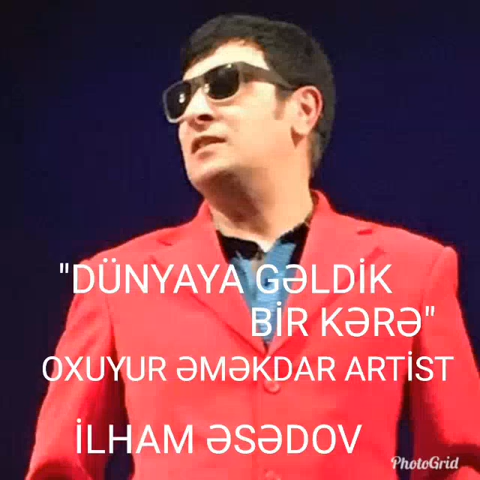 "DÜNYAYA GƏLDİK
BİR KƏRƏ"
OXUYUR ƏMƏKDAR ARTİST
İLHAM ƏSƏDOV
PhotoGrid